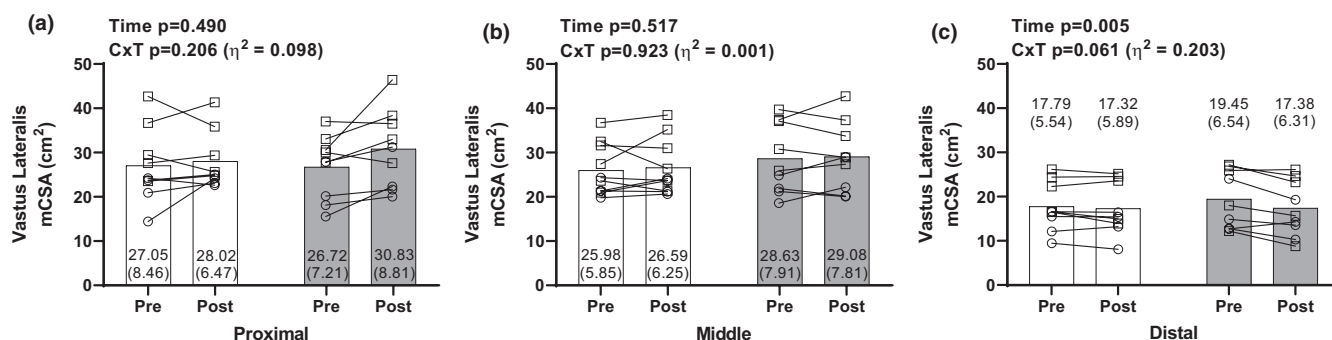 (a)
Time p=0.490
CxT p=0.206 (η² = 0.098)
Vastus Lateralis
mCSA (cm²)
50
40
30
20
10
0
27.05
(8.46)
28.02
(6.47)
26.72
(7.21)
30.83
(8.81)
Pre Post Pre Post
Proximal
(b)
Time p=0.517
CxT p=0.923 (η² = 0.001)
Vastus Lateralis
mCSA (cm²)
50
40
30
20
10
0
25.98
(5.85)
26.59
(6.25)
28.63
(7.91)
29.08
(7.81)
Pre Post Pre Post
Middle
(c)
Time p=0.005
CxT p=0.061 (η² = 0.203)
Vastus Lateralis
mCSA (cm²)
50
40
30
20
10
0
17.79
(5.54)
17.32
(5.89)
19.45
(6.54)
17.38
(6.31)
Pre Post Pre Post
Distal